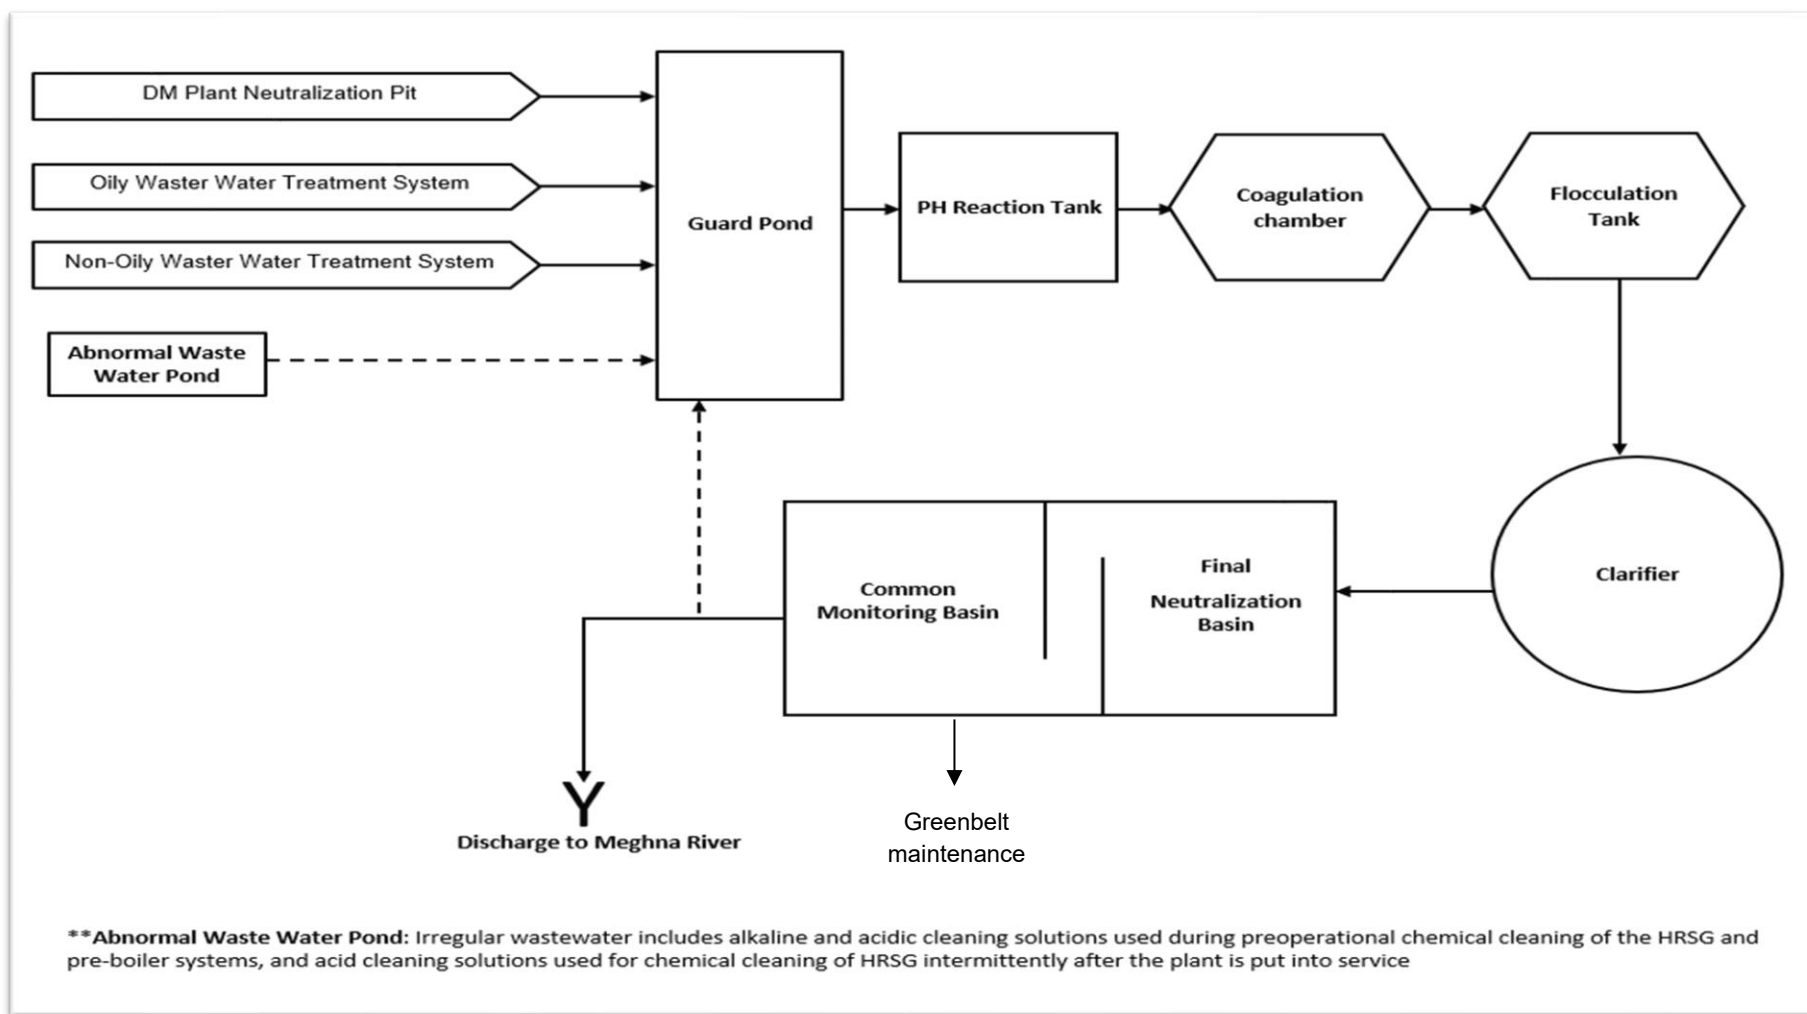 DM Plant Neutralization Pit
Oily Waster Water Treatment System
Non-Oily Waster Water Treatment System
Abnormal Waste
Water Pond
Guard Pond
PH Reaction Tank
Coagulation
chamber
Flocculation
Tank
Clarifier
Final
Neutralization
Basin
Common
Monitoring Basin
Y
Discharge to Meghna River
Greenbelt
maintenance
**Abnormal Waste Water Pond: Irregular wastewater includes alkaline and acidic cleaning solutions used during preoperational chemical cleaning of the HRSG and
pre-boiler systems, and acid cleaning solutions used for chemical cleaning of HRSG intermittently after the plant is put into service